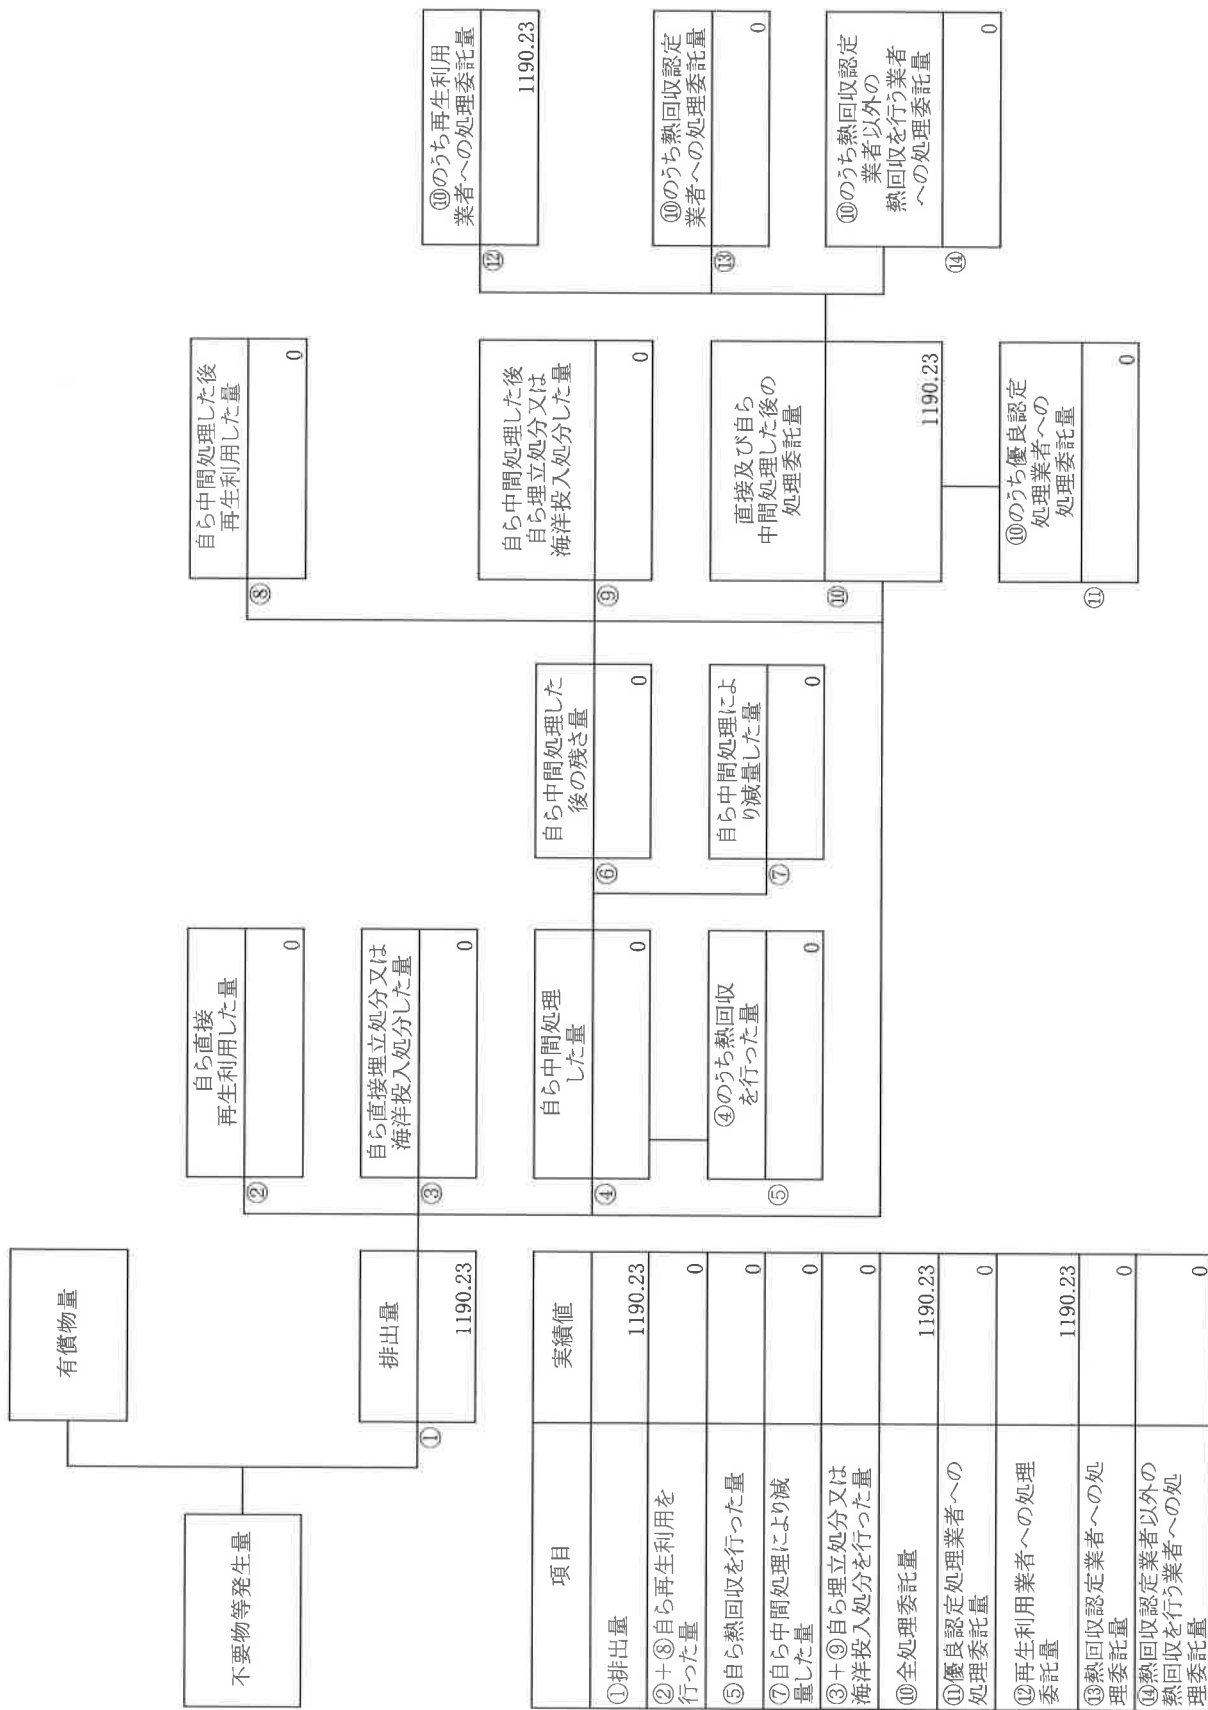 有償物量
不要物等発生量
①
排出量
1190.23
②
自ら直接
再生利用した量
0
③
自ら直接埋立処分又は
海洋投入処分した量
0
④
自ら中間処理
した量
0
⑤
④のうち熱回収
を行った量
0
⑥
自ら中間処理した
後の残さ量
0
⑦
自ら中間処理によ
り減量した量
0
⑧
自ら中間処理した後
再生利用した量
0
⑨
自ら中間処理した後
自ら埋立処分又は
海洋投入処分した量
0
⑩
直接及び自ら
中間処理した後の
処理委託量
1190.23
⑪
⑩のうち優良認定
処理業者への
処理委託量
0
⑫
⑩のうち再生利用
業者への処理委託量
1190.23
⑬
⑩のうち熱回収認定
業者への処理委託量
0
⑭
⑩のうち熱回収認定
業者以外の
熱回収を行う業者
への処理委託量
0
項目 実績値
①排出量 1190.23
②+⑧自ら再生利用を
行った量 0
⑤自ら熱回収を行った量 0
⑦自ら中間処理により減
量した量 0
③+⑨自ら埋立処分又は
海洋投入処分を行った量 0
⑩全処理委託量 1190.23
⑪優良認定処理業者への
処理委託量 0
⑫再生利用業者への処理
委託量 1190.23
⑬熱回収認定業者への処
理委託量 0
⑭熱回収認定業者以外の
熱回収を行う業者への処
理委託量 0